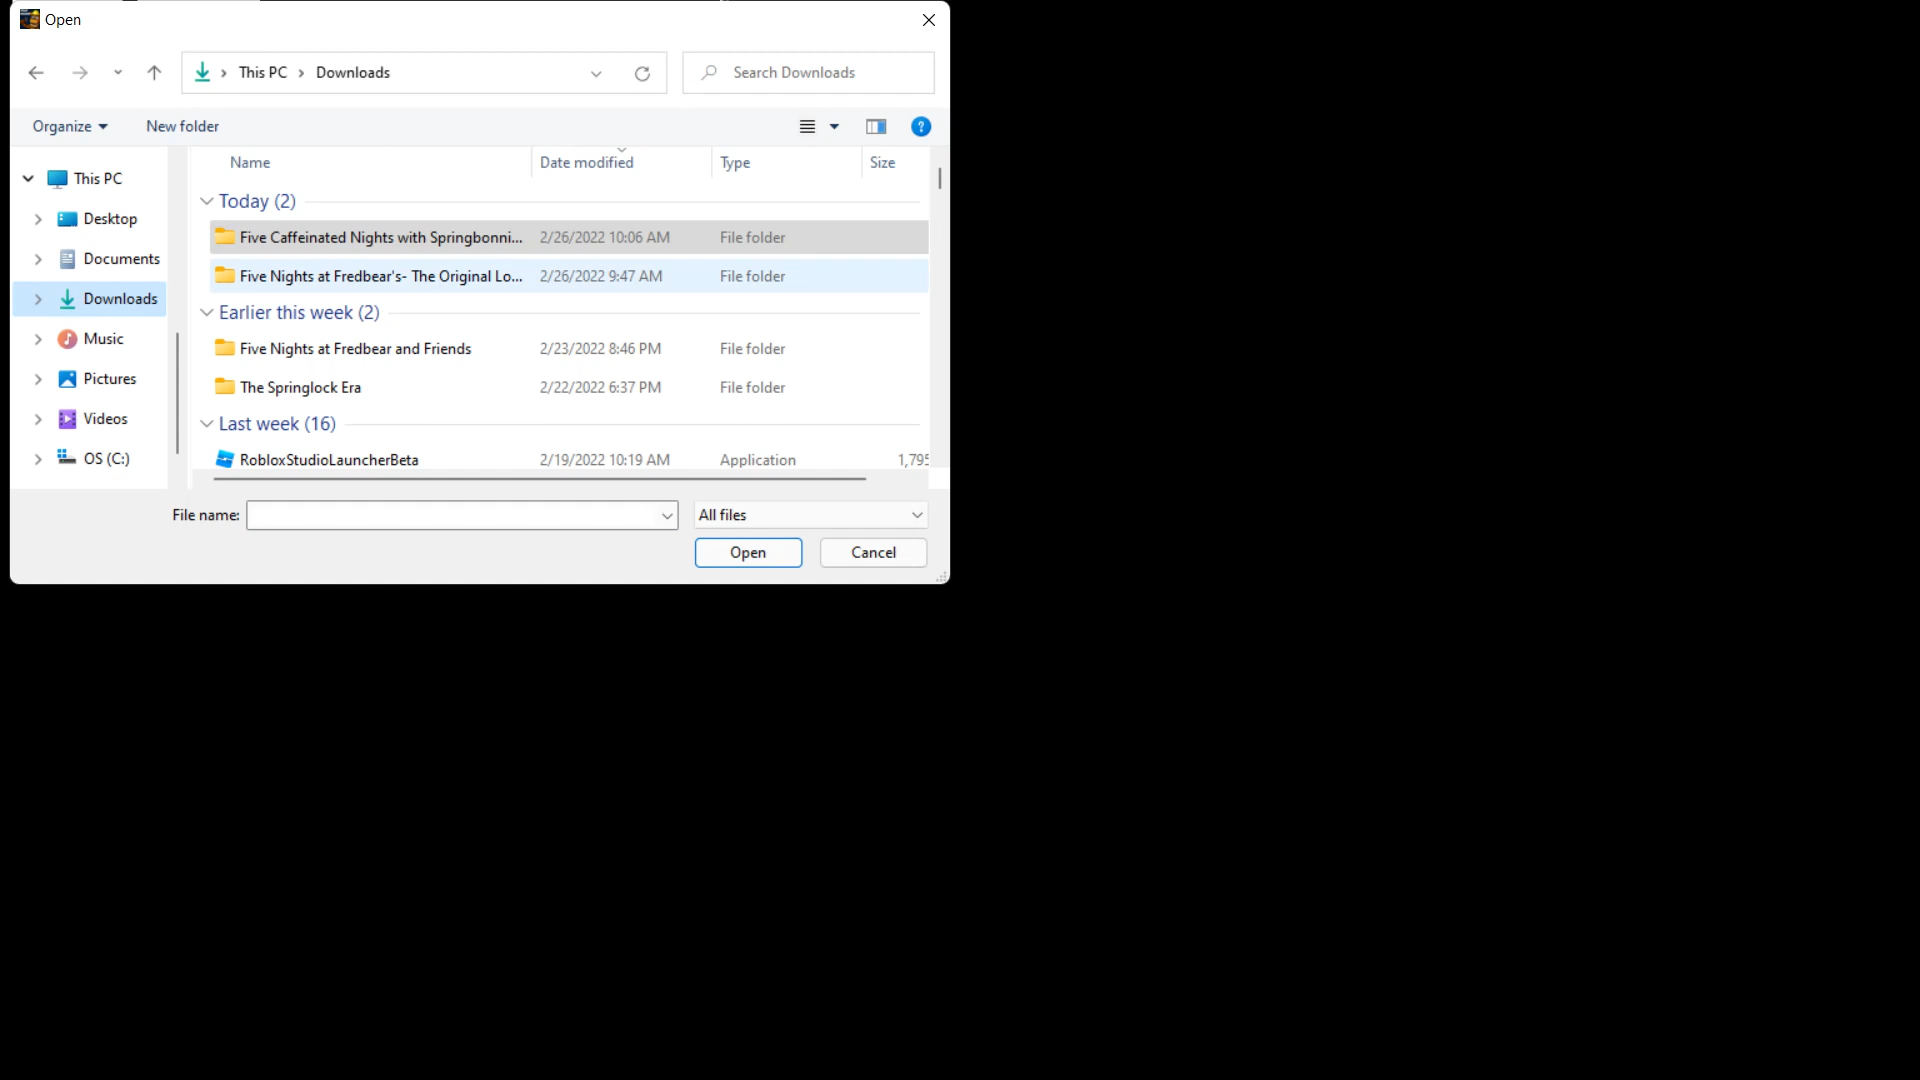 Open
This PC
Downloads
Search Downloads
Organize
New folder
Name
Date modified
Type
Size
This PC
Desktop
Documents
Downloads
Music
Pictures
Videos
OS (C:)
Today (2)
Five Caffeinated Nights with Springbonni... 2/26/2022 10:06 AM File folder
Five Nights at Fredbear's- The Original Lo... 2/26/2022 9:47 AM File folder
Earlier this week (2)
Five Nights at Fredbear and Friends 2/23/2022 8:46 PM File folder
The Springlock Era 2/22/2022 6:37 PM File folder
Last week (16)
RobloxStudioLauncherBeta 2/19/2022 10:19 AM Application 1,795
File name:
All files
Open
Cancel